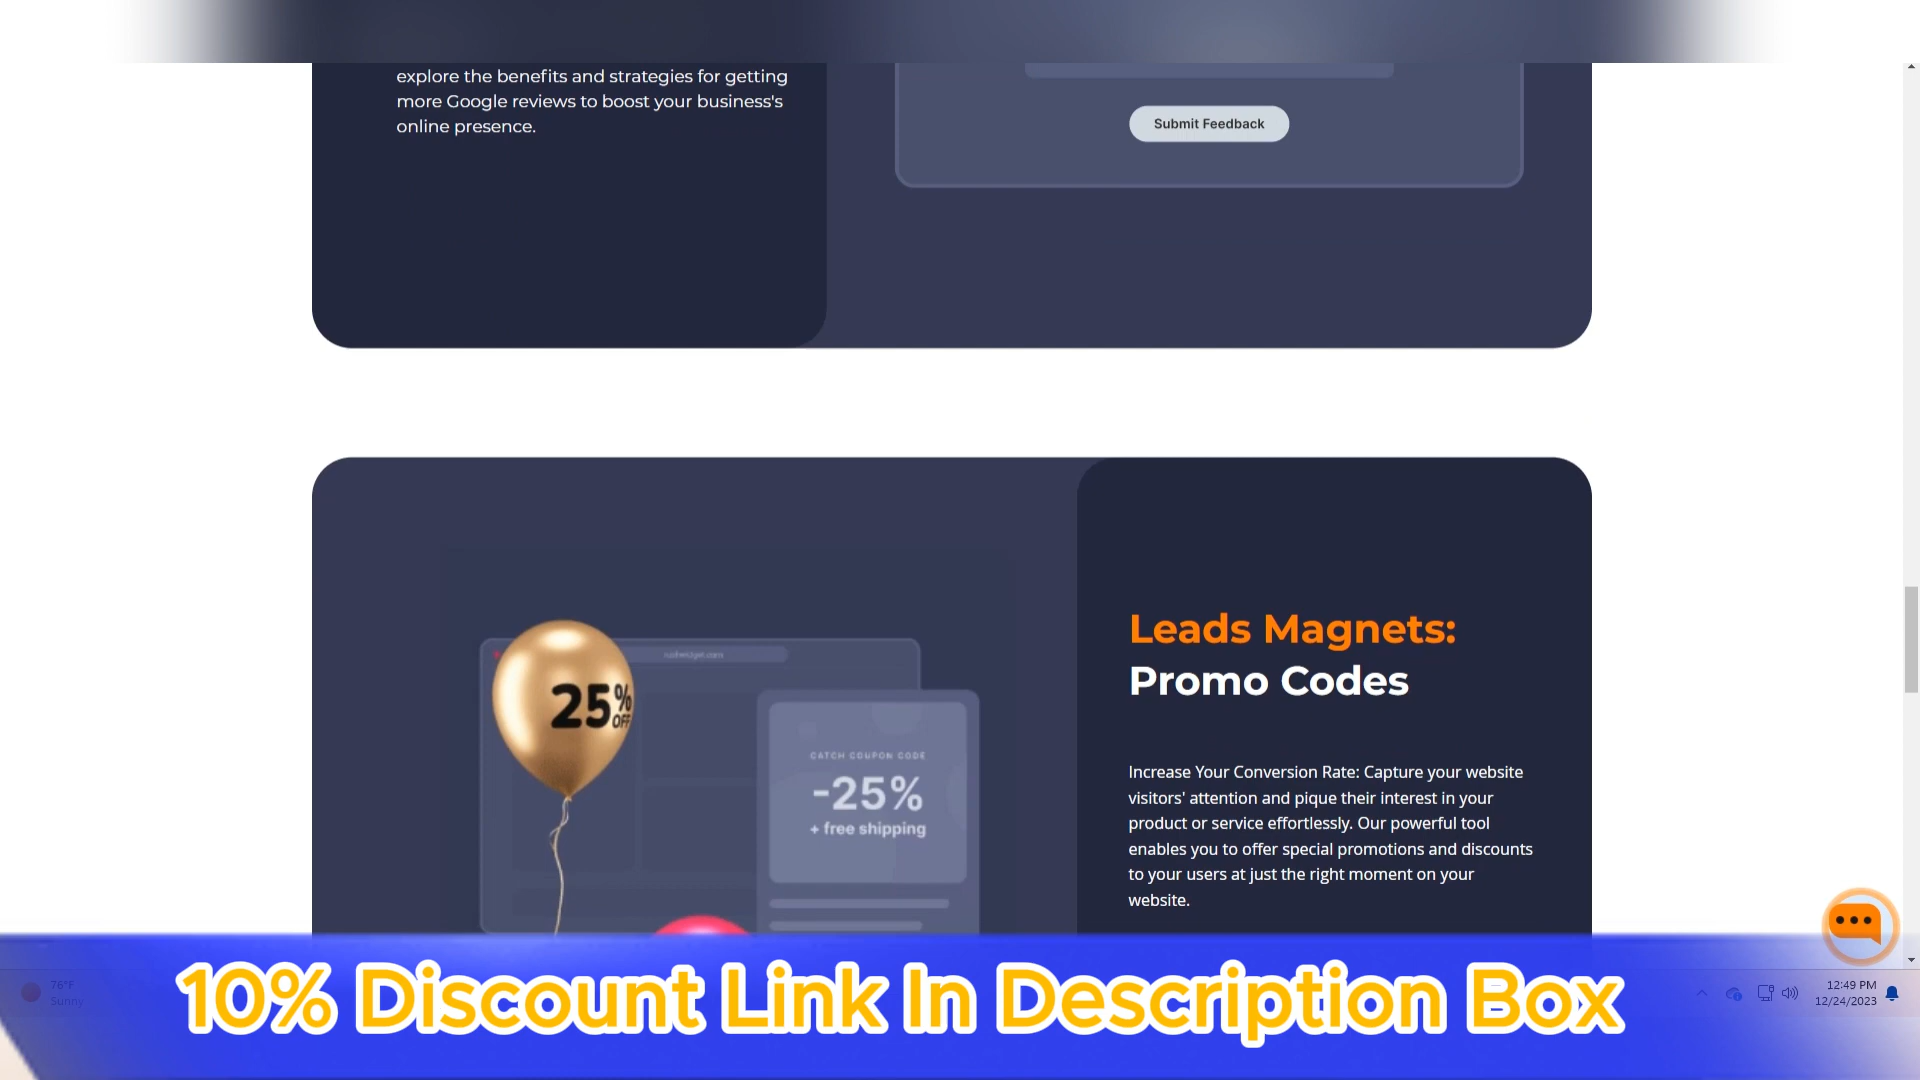 explore the benefits and strategies for getting
more Google reviews to boost your business's
online presence.
Submit Feedback
25%
OFF
CATCH COUPON CODE
-25%
+ free shipping
Leads Magnets:
Promo Codes
Increase Your Conversion Rate: Capture your website
visitors' attention and pique their interest in your
product or service effortlessly. Our powerful tool
enables you to offer special promotions and discounts
to your users at just the right moment on your
website.
10% Discount Link In Description Box
76°F
Sunny
12:49 PM
12/24/2023